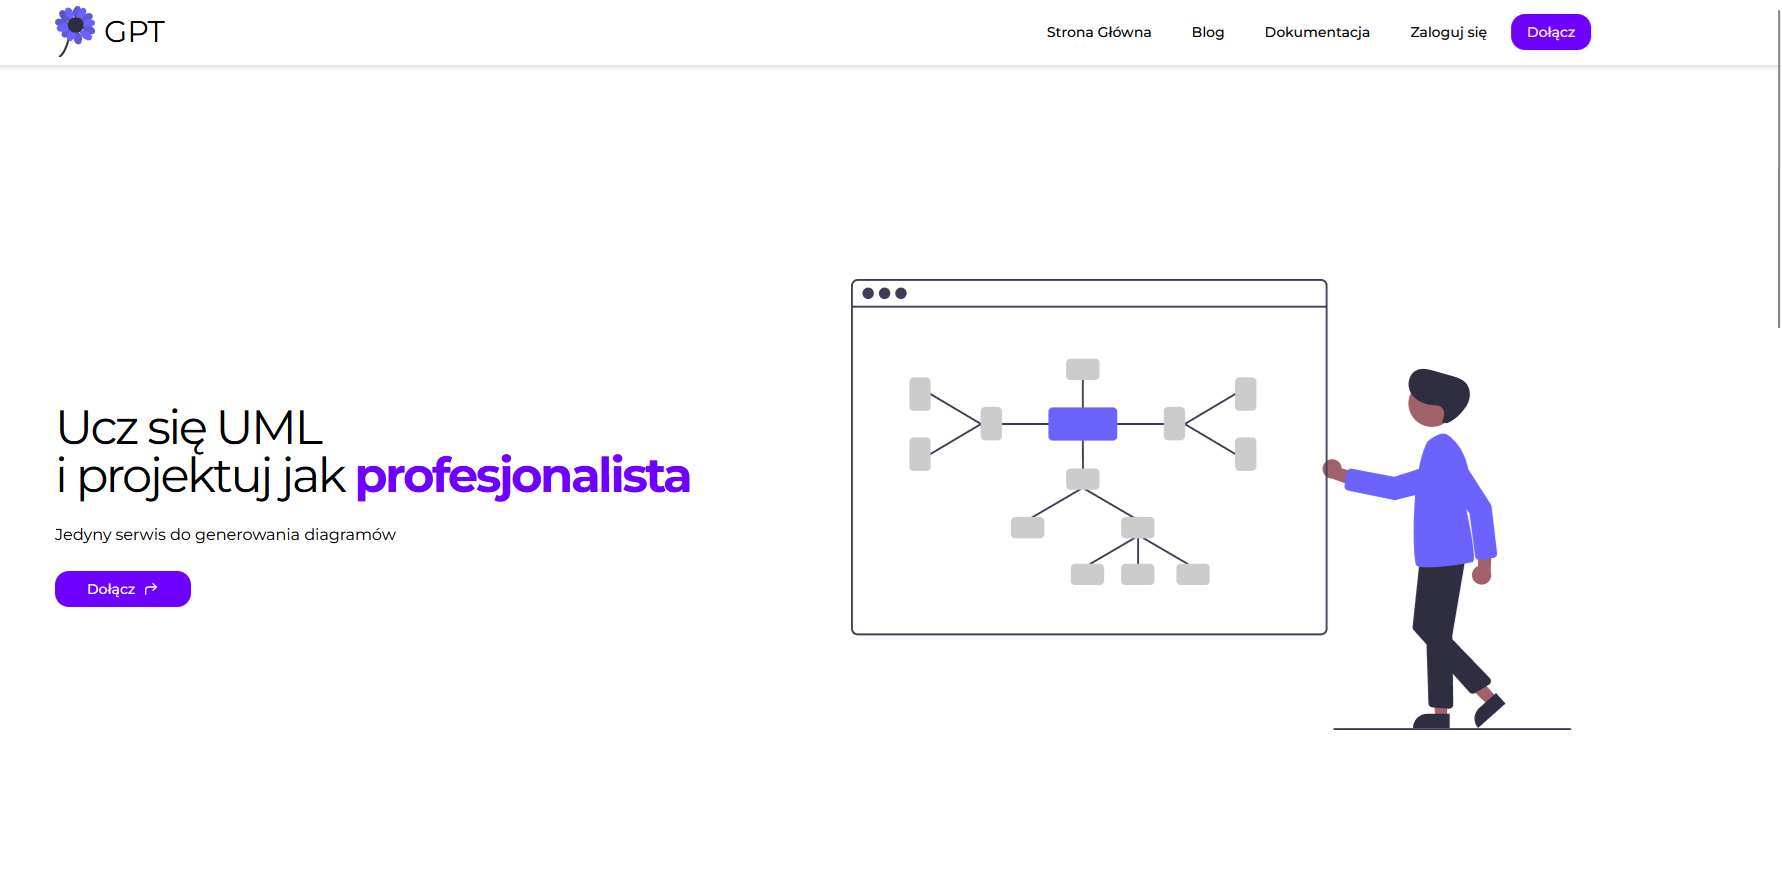 GPT
Strona Główna
Blog
Dokumentacja
Zaloguj się
Dołącz
Ucz się UML
i projektuj jak profesjonalista
Jedyny serwis do generowania diagramów
Dołącz